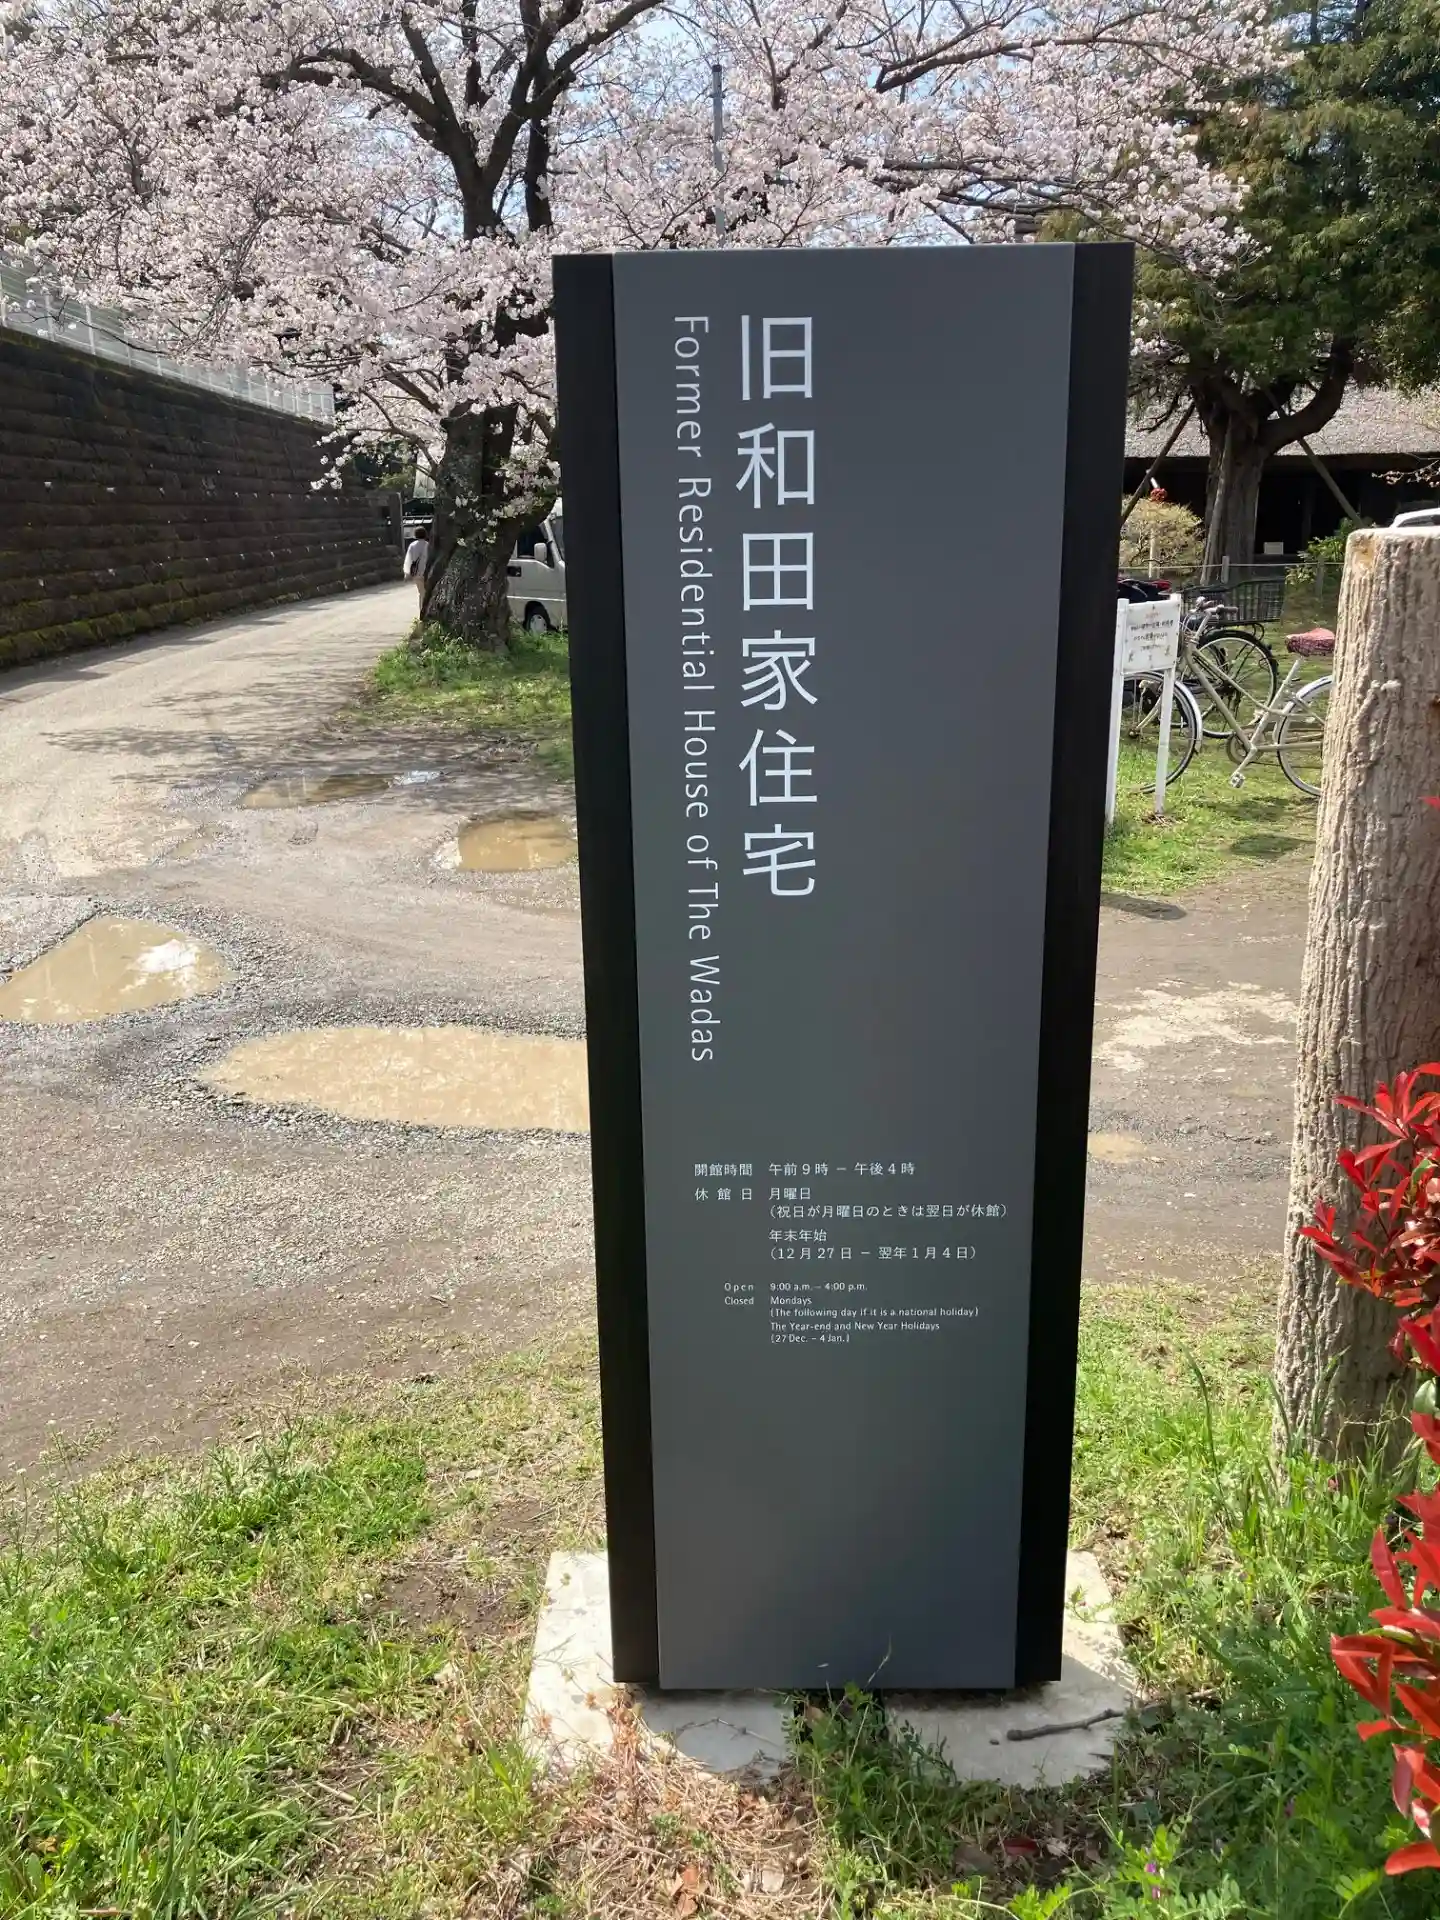 旧和田家住宅
Former Residential House of The Wadas
開館時間 午前9時 － 午後4時
休館日 月曜日
（祝日が月曜日のときは翌日が休館）
年末年始
（12月27日 － 翌年1月4日）
Open 9:00 a.m. – 4:00 p.m.
Closed Mondays
(The following day if it is a national holiday)
The Year-end and New Year Holidays
(27 Dec. – 4 Jan.)